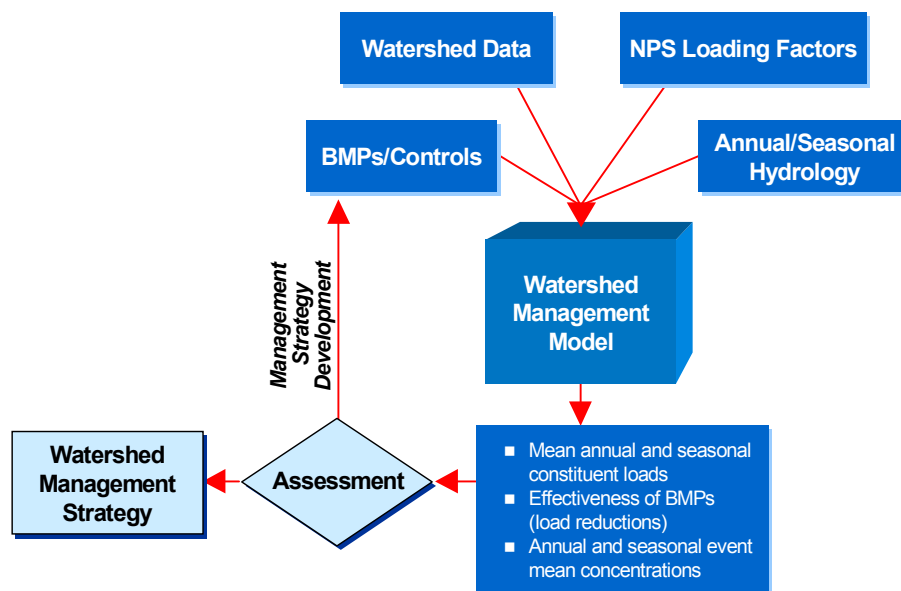 Watershed Data
NPS Loading Factors
BMPs/Controls
Annual/Seasonal
Hydrology
Watershed
Management
Model
Management
Strategy
Development
Watershed
Management
Strategy
Assessment
Mean annual and seasonal
constituent loads
Effectiveness of BMPs
(load reductions)
Annual and seasonal event
mean concentrations